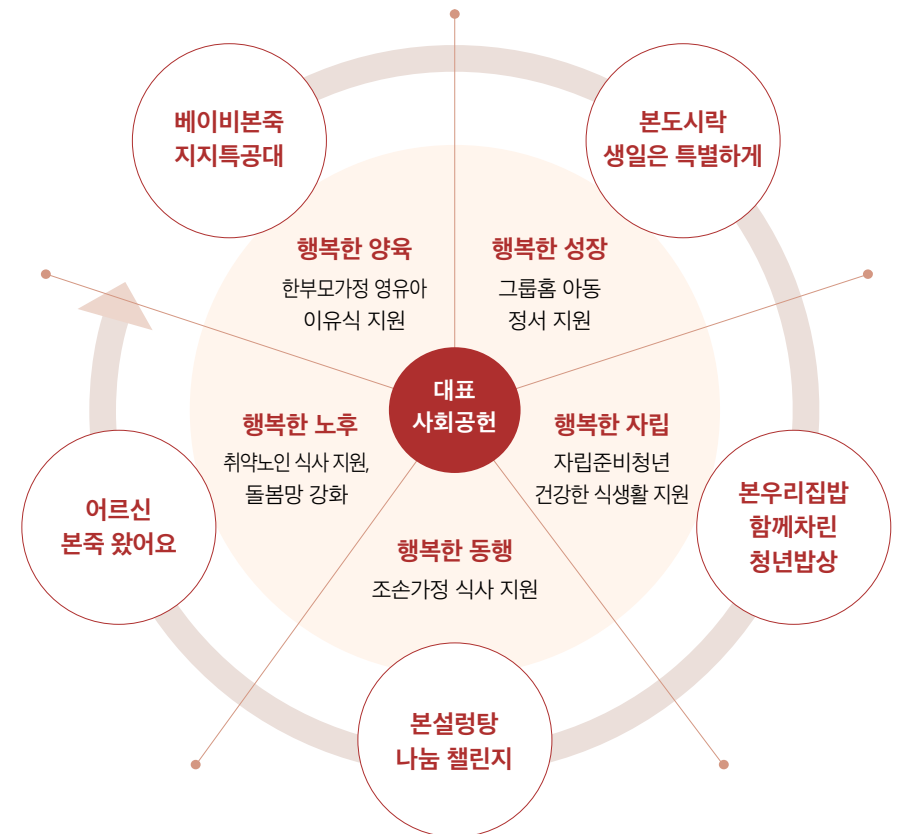 베이비본죽
지지특공대
본도시락
생일은 특별하게
행복한 양육
한부모가정 영유아
이유식 지원
행복한 성장
그룹홈 아동
정서 지원
대표
사회공헌
행복한 노후
취약노인 식사 지원,
돌봄망 강화
행복한 자립
자립준비청년
건강한 식생활 지원
어르신
본죽 왔어요
본우리집밥
함께차린
청년밥상
행복한 동행
조손가정 식사 지원
본설렁탕
나눔 챌린지